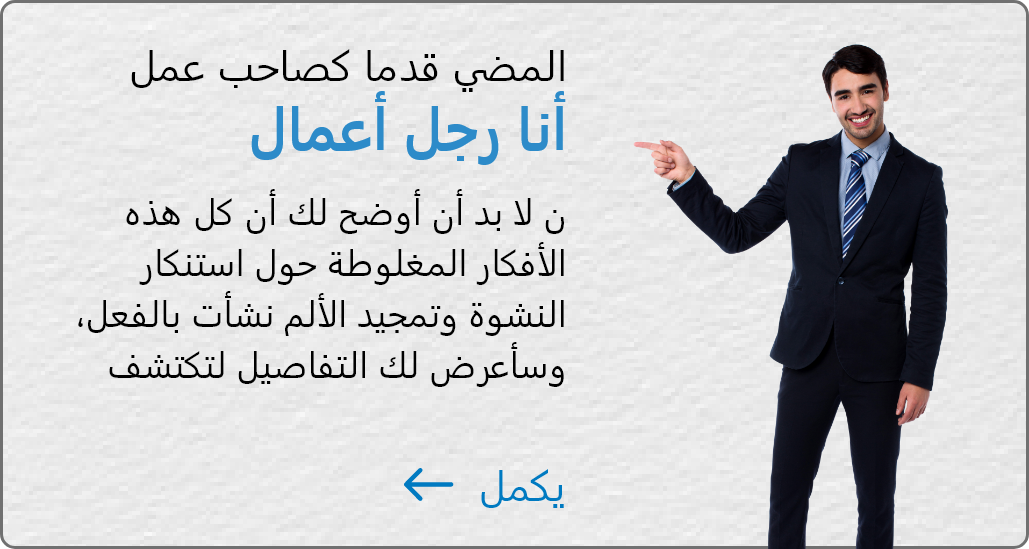 المضي قدما كصاحب عمل
أنا رجل أعمال
ن لا بد أن أوضح لك أن كل هذه
الأفكار المغلوطة حول استنكار
النشوة وتمجيد الألم نشأت بالفعل،
وسأعرض لك التفاصيل لتكتشف
يكمل